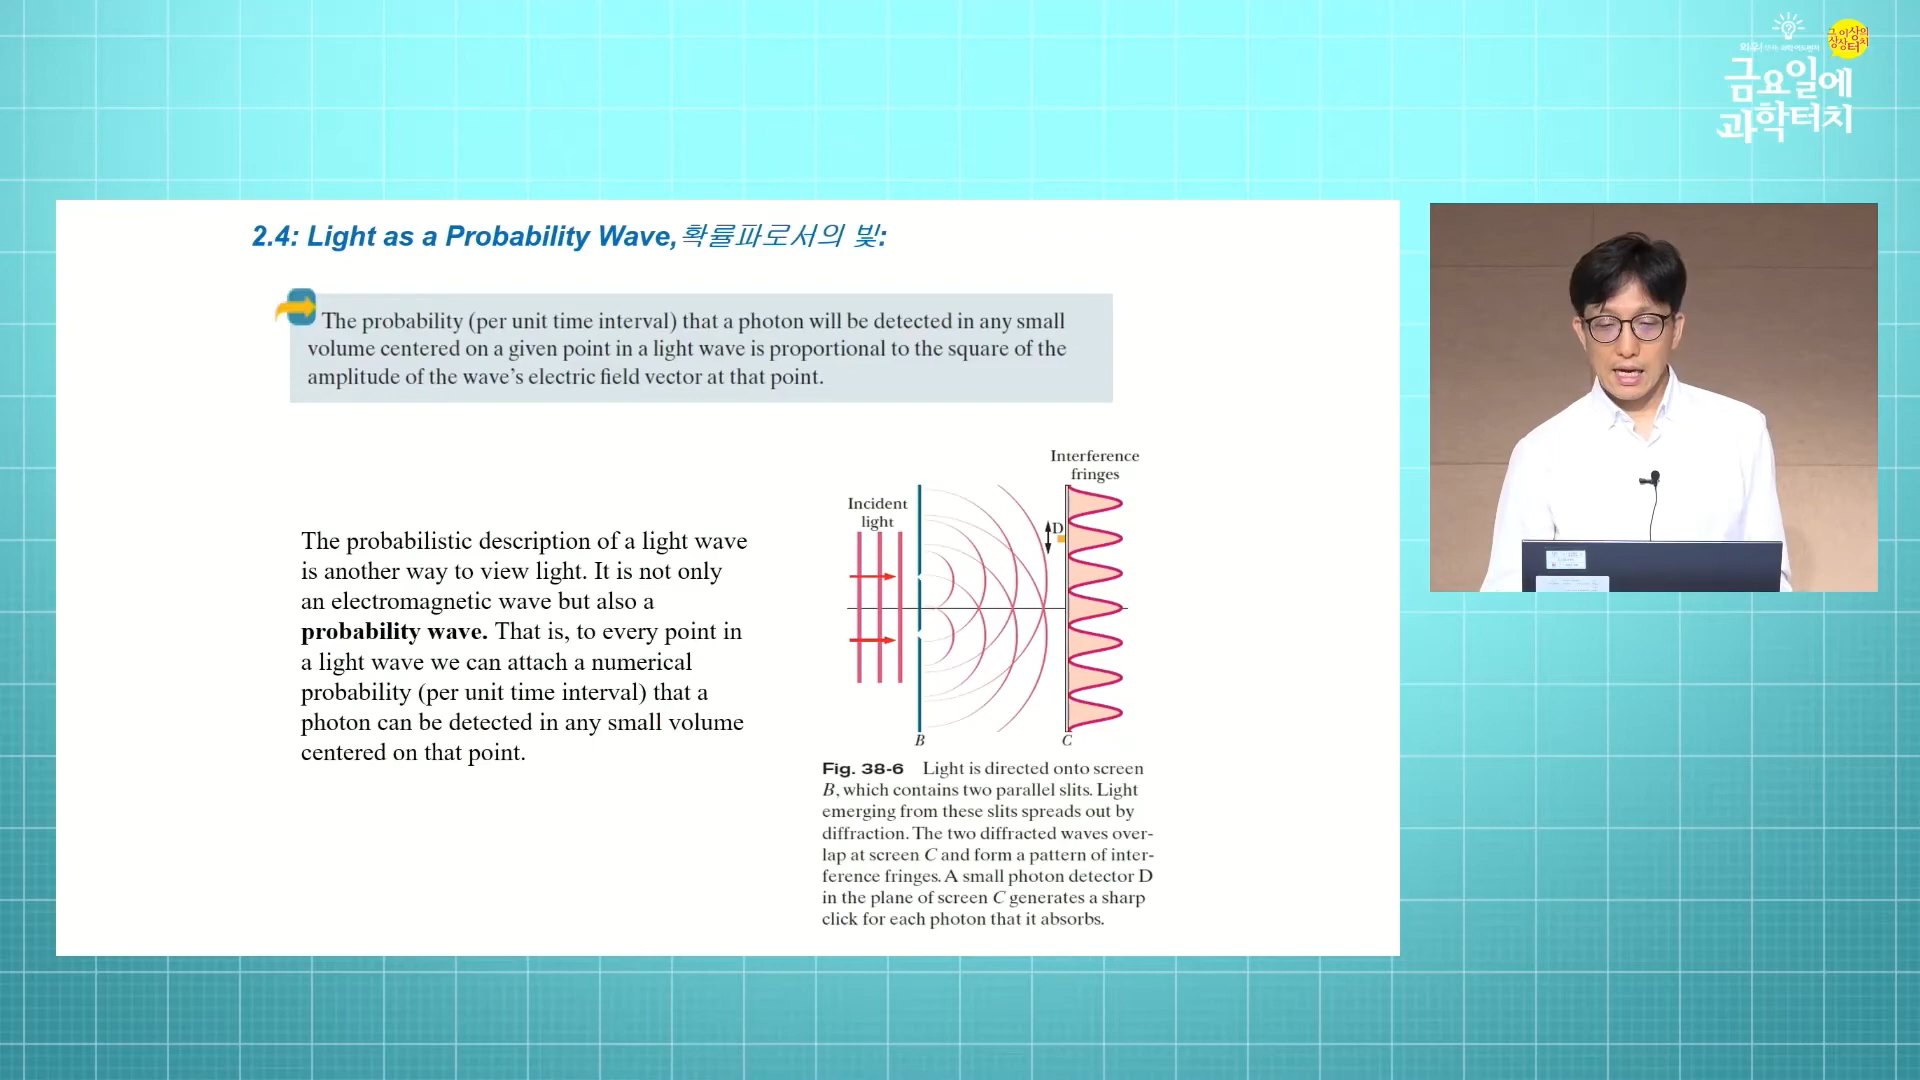 그 이상의
상상터치
금요일에
과학터치
2.4: Light as a Probability Wave,확률파로서의 빛:
The probability (per unit time interval) that a photon will be detected in any small
volume centered on a given point in a light wave is proportional to the square of the
amplitude of the wave's electric field vector at that point.
The probabilistic description of a light wave
is another way to view light. It is not only
an electromagnetic wave but also a
probability wave. That is, to every point in
a light wave we can attach a numerical
probability (per unit time interval) that a
photon can be detected in any small volume
centered on that point.
Interference
fringes
Incident
light
D
B
C
Fig. 38-6 Light is directed onto screen
B, which contains two parallel slits. Light
emerging from these slits spreads out by
diffraction. The two diffracted waves over-
lap at screen C and form a pattern of inter-
ference fringes. A small photon detector D
in the plane of screen C generates a sharp
click for each photon that it absorbs.